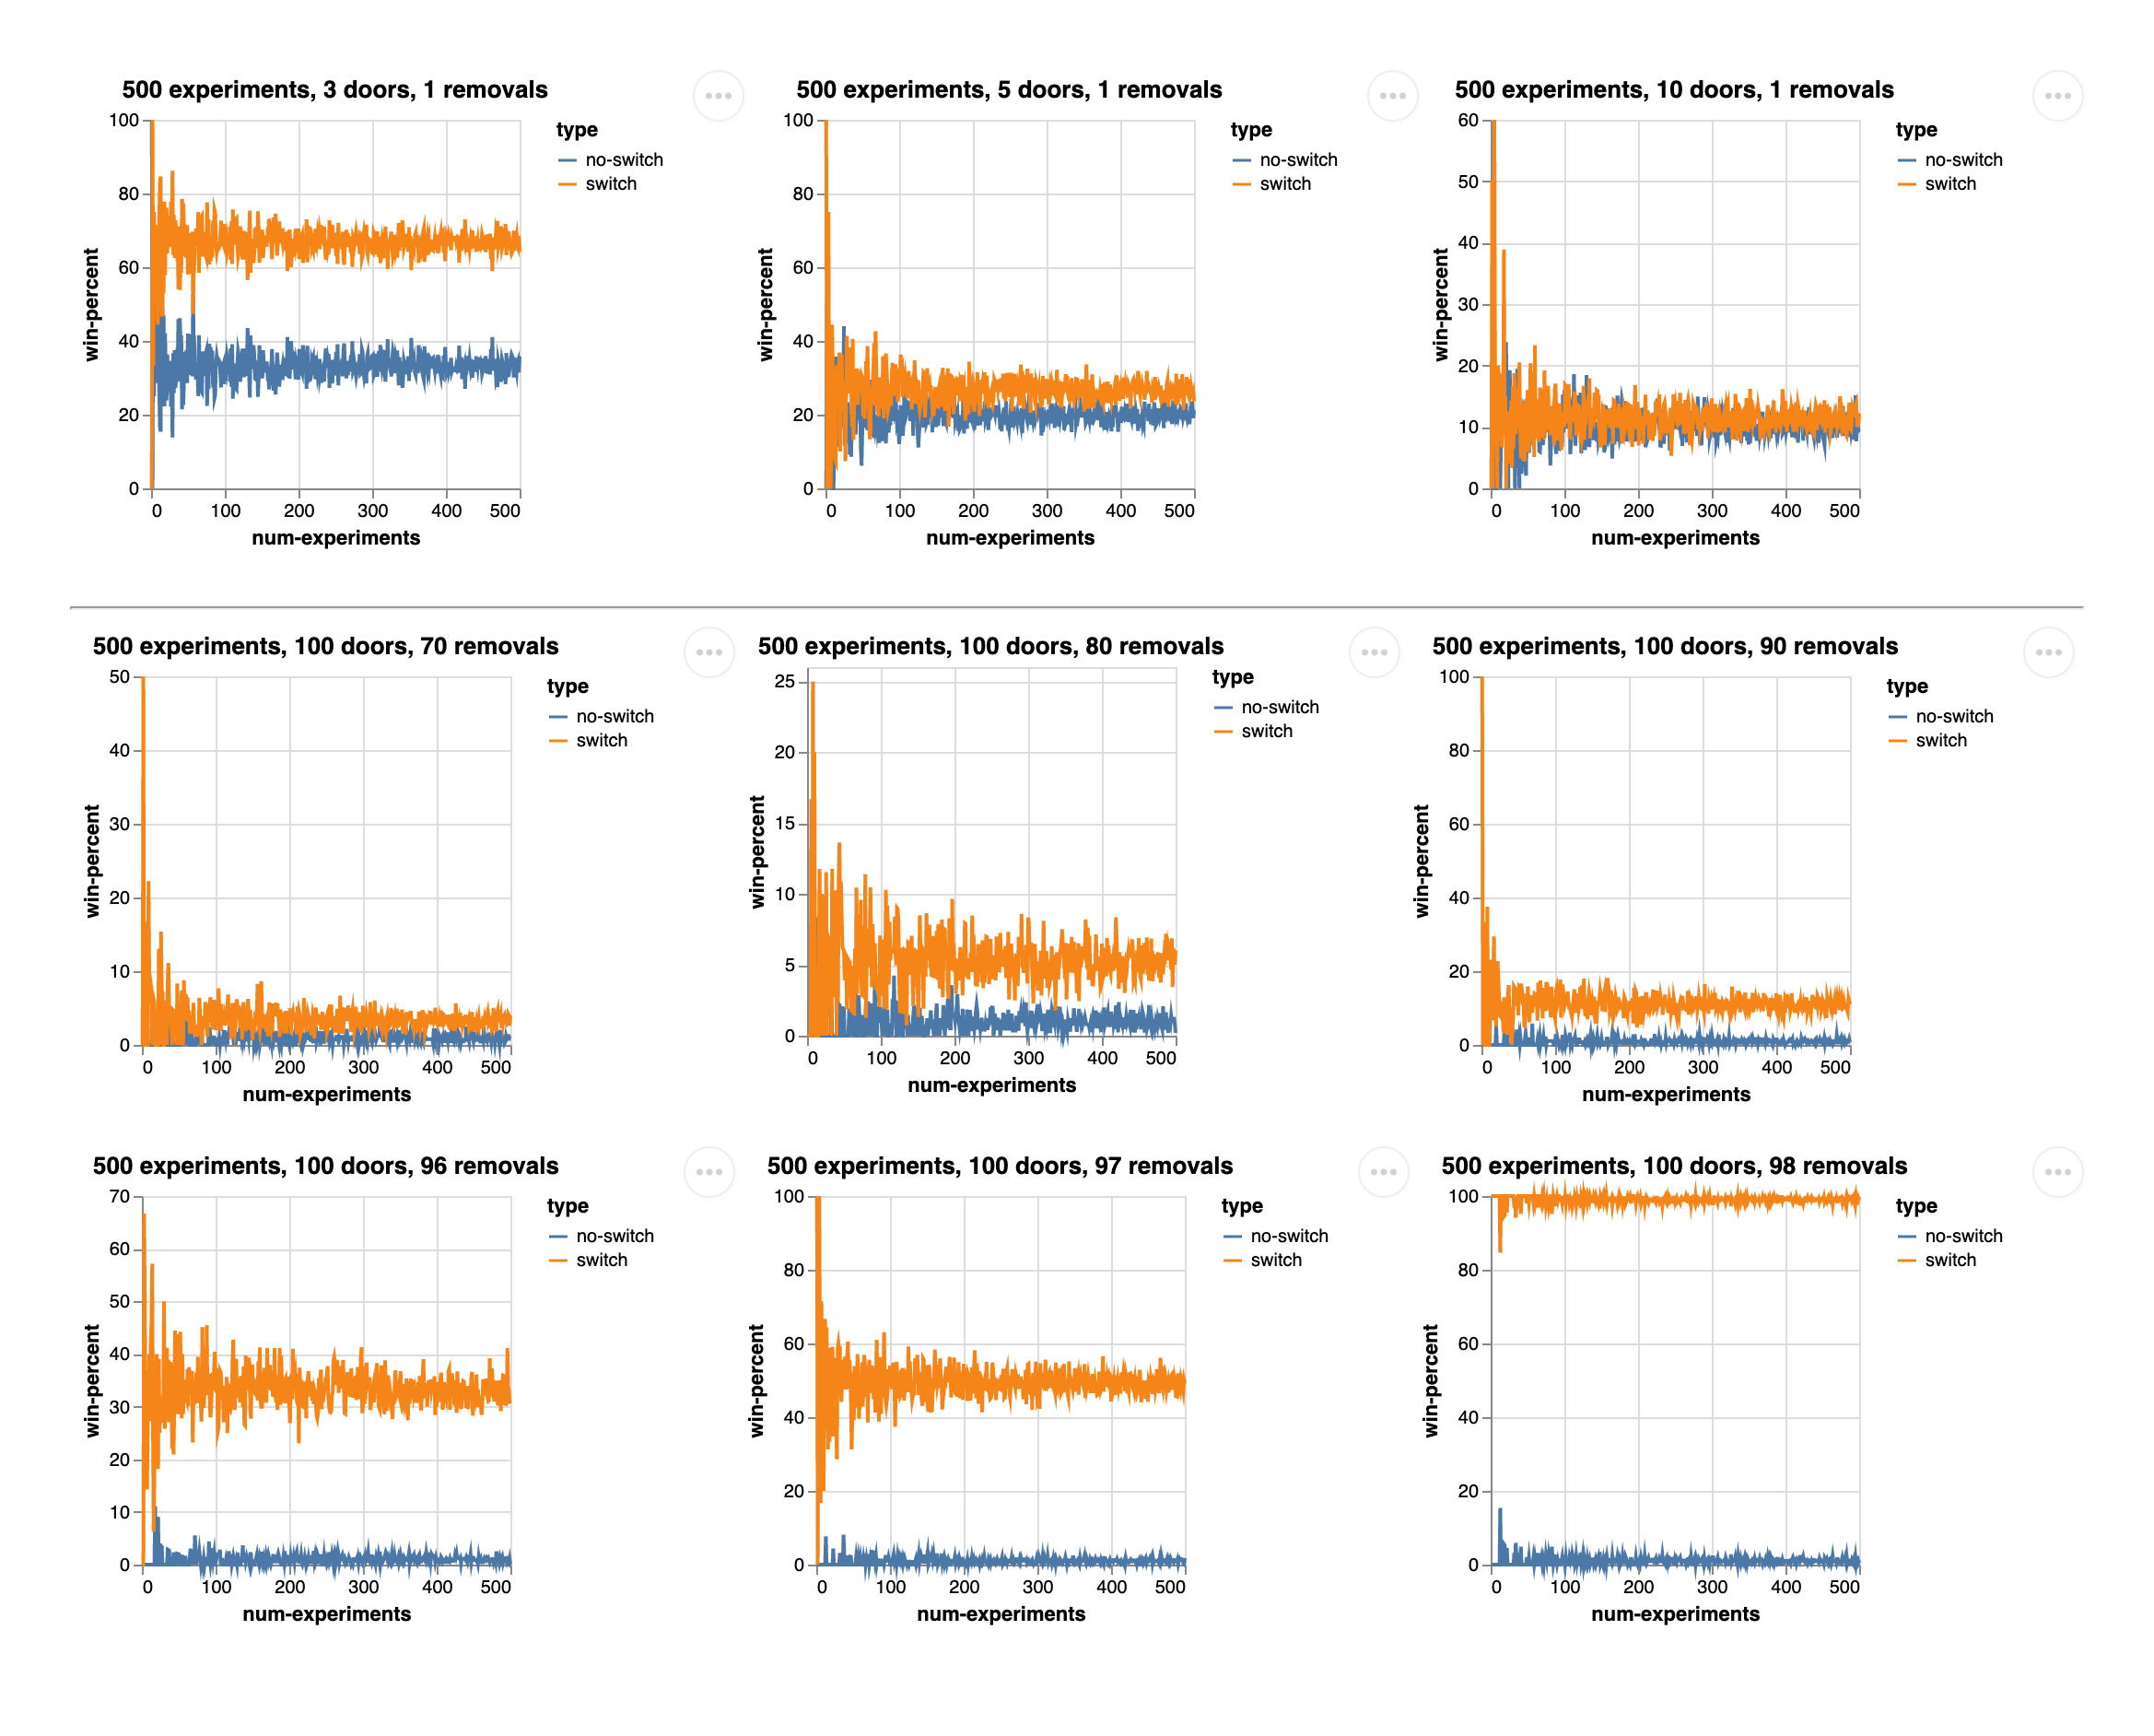 500 experiments, 3 doors, 1 removals
type
no-switch
switch
win-percent
100
80
60
40
20
0
0 100 200 300 400 500
num-experiments
500 experiments, 5 doors, 1 removals
type
no-switch
switch
win-percent
100
80
60
40
20
0
0 100 200 300 400 500
num-experiments
500 experiments, 10 doors, 1 removals
type
no-switch
switch
win-percent
60
50
40
30
20
10
0
0 100 200 300 400 500
num-experiments
500 experiments, 100 doors, 70 removals
type
no-switch
switch
win-percent
50
40
30
20
10
0
0 100 200 300 400 500
num-experiments
500 experiments, 100 doors, 80 removals
type
no-switch
switch
win-percent
25
20
15
10
5
0
0 100 200 300 400 500
num-experiments
500 experiments, 100 doors, 90 removals
type
no-switch
switch
win-percent
100
80
60
40
20
0
0 100 200 300 400 500
num-experiments
500 experiments, 100 doors, 96 removals
type
no-switch
switch
win-percent
70
60
50
40
30
20
10
0
0 100 200 300 400 500
num-experiments
500 experiments, 100 doors, 97 removals
type
no-switch
switch
win-percent
100
80
60
40
20
0
0 100 200 300 400 500
num-experiments
500 experiments, 100 doors, 98 removals
type
no-switch
switch
win-percent
100
80
60
40
20
0
0 100 200 300 400 500
num-experiments